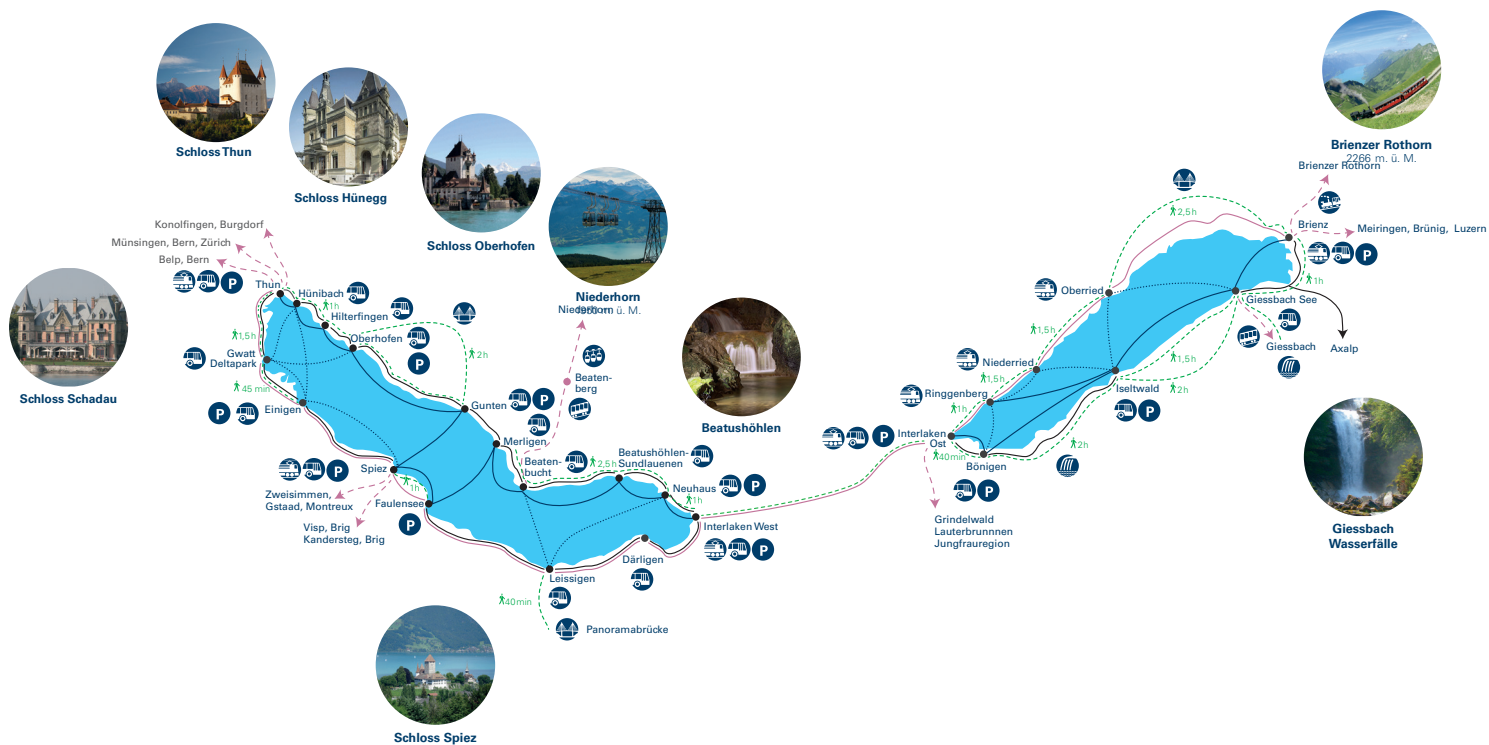 Schloss Thun
Schloss Hünegg
Schloss Oberhofen
Niederhorn
1950 m ü. M.
Niederhorn
Brienzer Rothorn
2266 m. ü. M.
Brienzer Rothorn
Schloss Schadau
Konolfingen, Burgdorf
Münsingen, Bern, Zürich
Belp, Bern
P
Thun
Hünibach
1h
Hilterfingen
Oberhofen
P
2h
1,5h
Gwatt
Deltapark
45 min
P
Einigen
Gunten
P
Merligen
Beaten-
berg
Beaten-
bucht
2,5h
Beatushöhlen-
Sundlauenen
Neuhaus
P
1h
Interlaken West
P
Spiez
P
1h
Zweisimmen,
Gstaad, Montreux
Faulensee
P
Visp, Brig
Kandersteg, Brig
Därligen
Leissigen
40min
Panoramabrücke
Schloss Spiez
Beatushöhlen
2,5h
Brienz
Meiringen, Brünig, Luzern
P
1h
Oberried
Giessbach See
Giessbach
Axalp
1,5h
Niederried
1,5h
1,5h
Iseltwald
2h
P
Ringgenberg
1h
P
Interlaken
Ost
40min
Bönigen
2h
P
Grindelwald
Lauterbrunnnen
Jungfrauregion
Giessbach
Wasserfälle